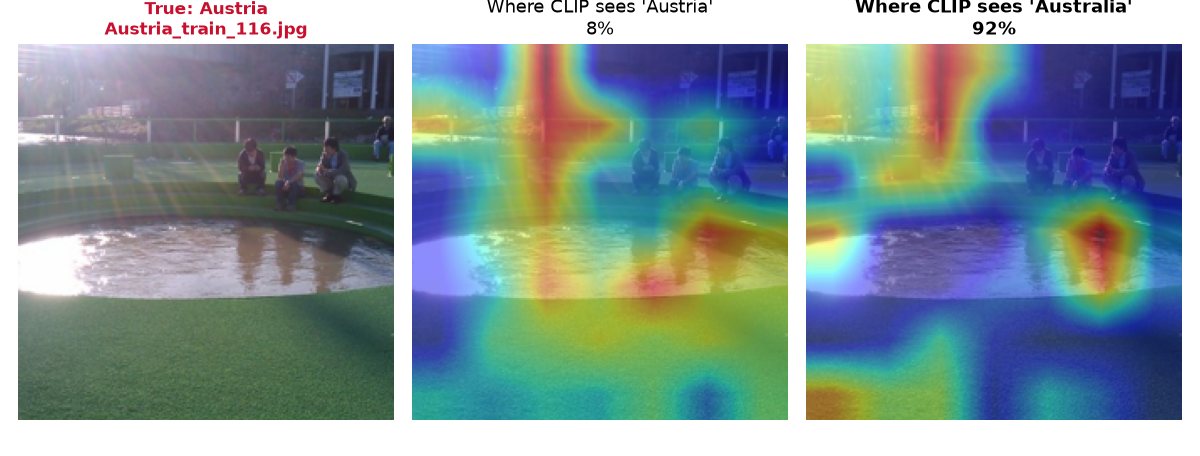 True: Austria
Austria_train_116.jpg
Where CLIP sees 'Austria'
8%
Where CLIP sees 'Australia'
92%